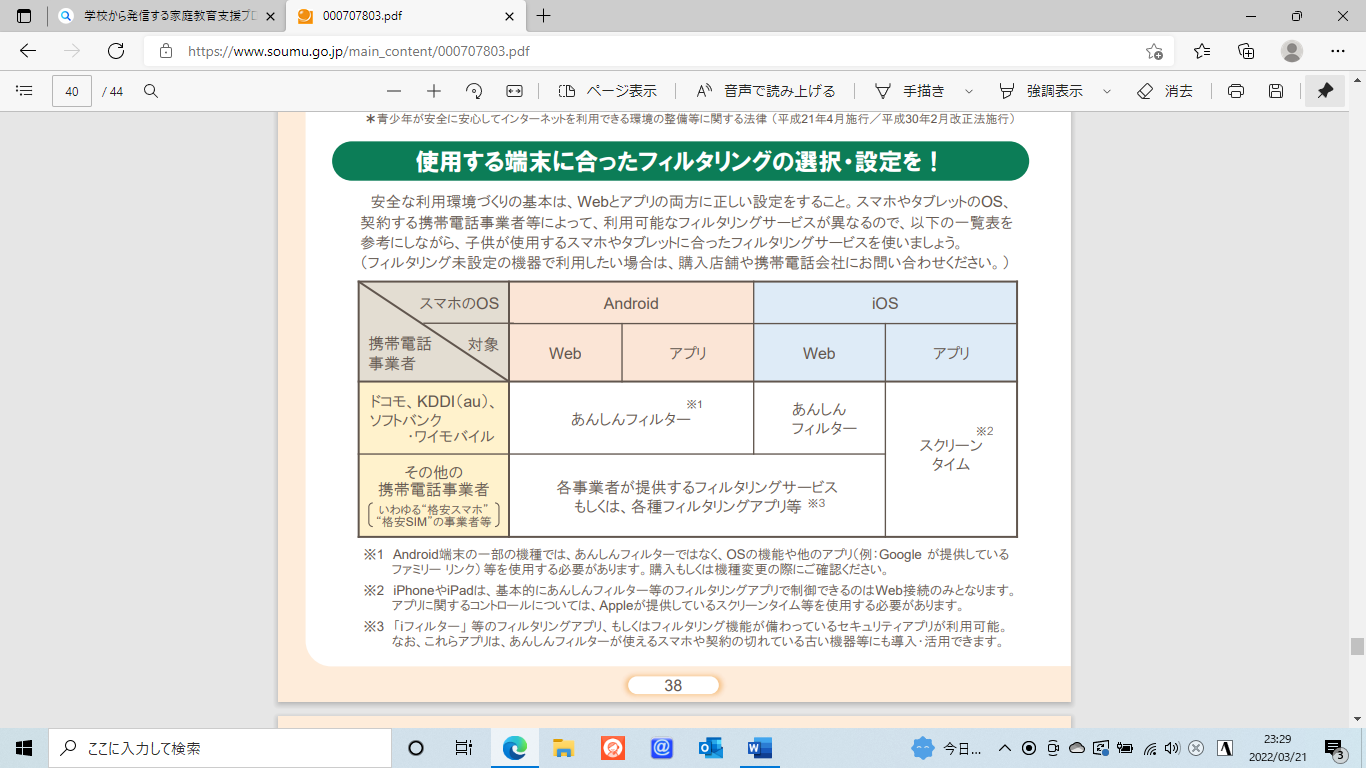 学校から発信する家庭教育支援プロ
000707803.pdf
https://www.soumu.go.jp/main_content/000707803.pdf
40 / 44
ページ表示
音声で読み上げる
手描き
強調表示
消去
＊青少年が安全に安心してインターネットを利用できる環境の整備等に関する法律（平成21年4月施行／平成30年2月改正法施行）
使用する端末に合ったフィルタリングの選択・設定を！
安全な利用環境づくりの基本は、Webとアプリの両方に正しい設定をすること。スマホやタブレットのOS、
契約する携帯電話事業者等によって、利用可能なフィルタリングサービスが異なるので、以下の一覧表を
参考にしながら、子供が使用するスマホやタブレットに合ったフィルタリングサービスを使いましょう。
（フィルタリング未設定の機器で利用したい場合は、購入店舗や携帯電話会社にお問い合わせください。）
スマホのOS
Android
iOS
携帯電話
事業者
対象
Web
アプリ
Web
アプリ
ドコモ、KDDI（au）、
ソフトバンク
・ワイモバイル
あんしんフィルター※1
あんしん
フィルター
スクリーン※2
タイム
その他の
携帯電話事業者
いわゆる“格安スマホ”
“格安SIM”の事業者等
各事業者が提供するフィルタリングサービス
もしくは、各種フィルタリングアプリ等 ※3
※1 Android端末の一部の機種では、あんしんフィルターではなく、OSの機能や他のアプリ（例：Google が提供している
ファミリー リンク）等を使用する必要があります。購入もしくは機種変更の際にご確認ください。
※2 iPhoneやiPadは、基本的にあんしんフィルター等のフィルタリングアプリで制御できるのはWeb接続のみとなります。
アプリに関するコントロールについては、Appleが提供しているスクリーンタイム等を使用する必要があります。
※3 「iフィルター」等のフィルタリングアプリ、もしくはフィルタリング機能が備わっているセキュリティアプリが利用可能。
なお、これらアプリは、あんしんフィルターが使えるスマホや契約の切れている古い機器等にも導入・活用できます。
38
ここに入力して検索
今日...
A
23:29
2022/03/21
3